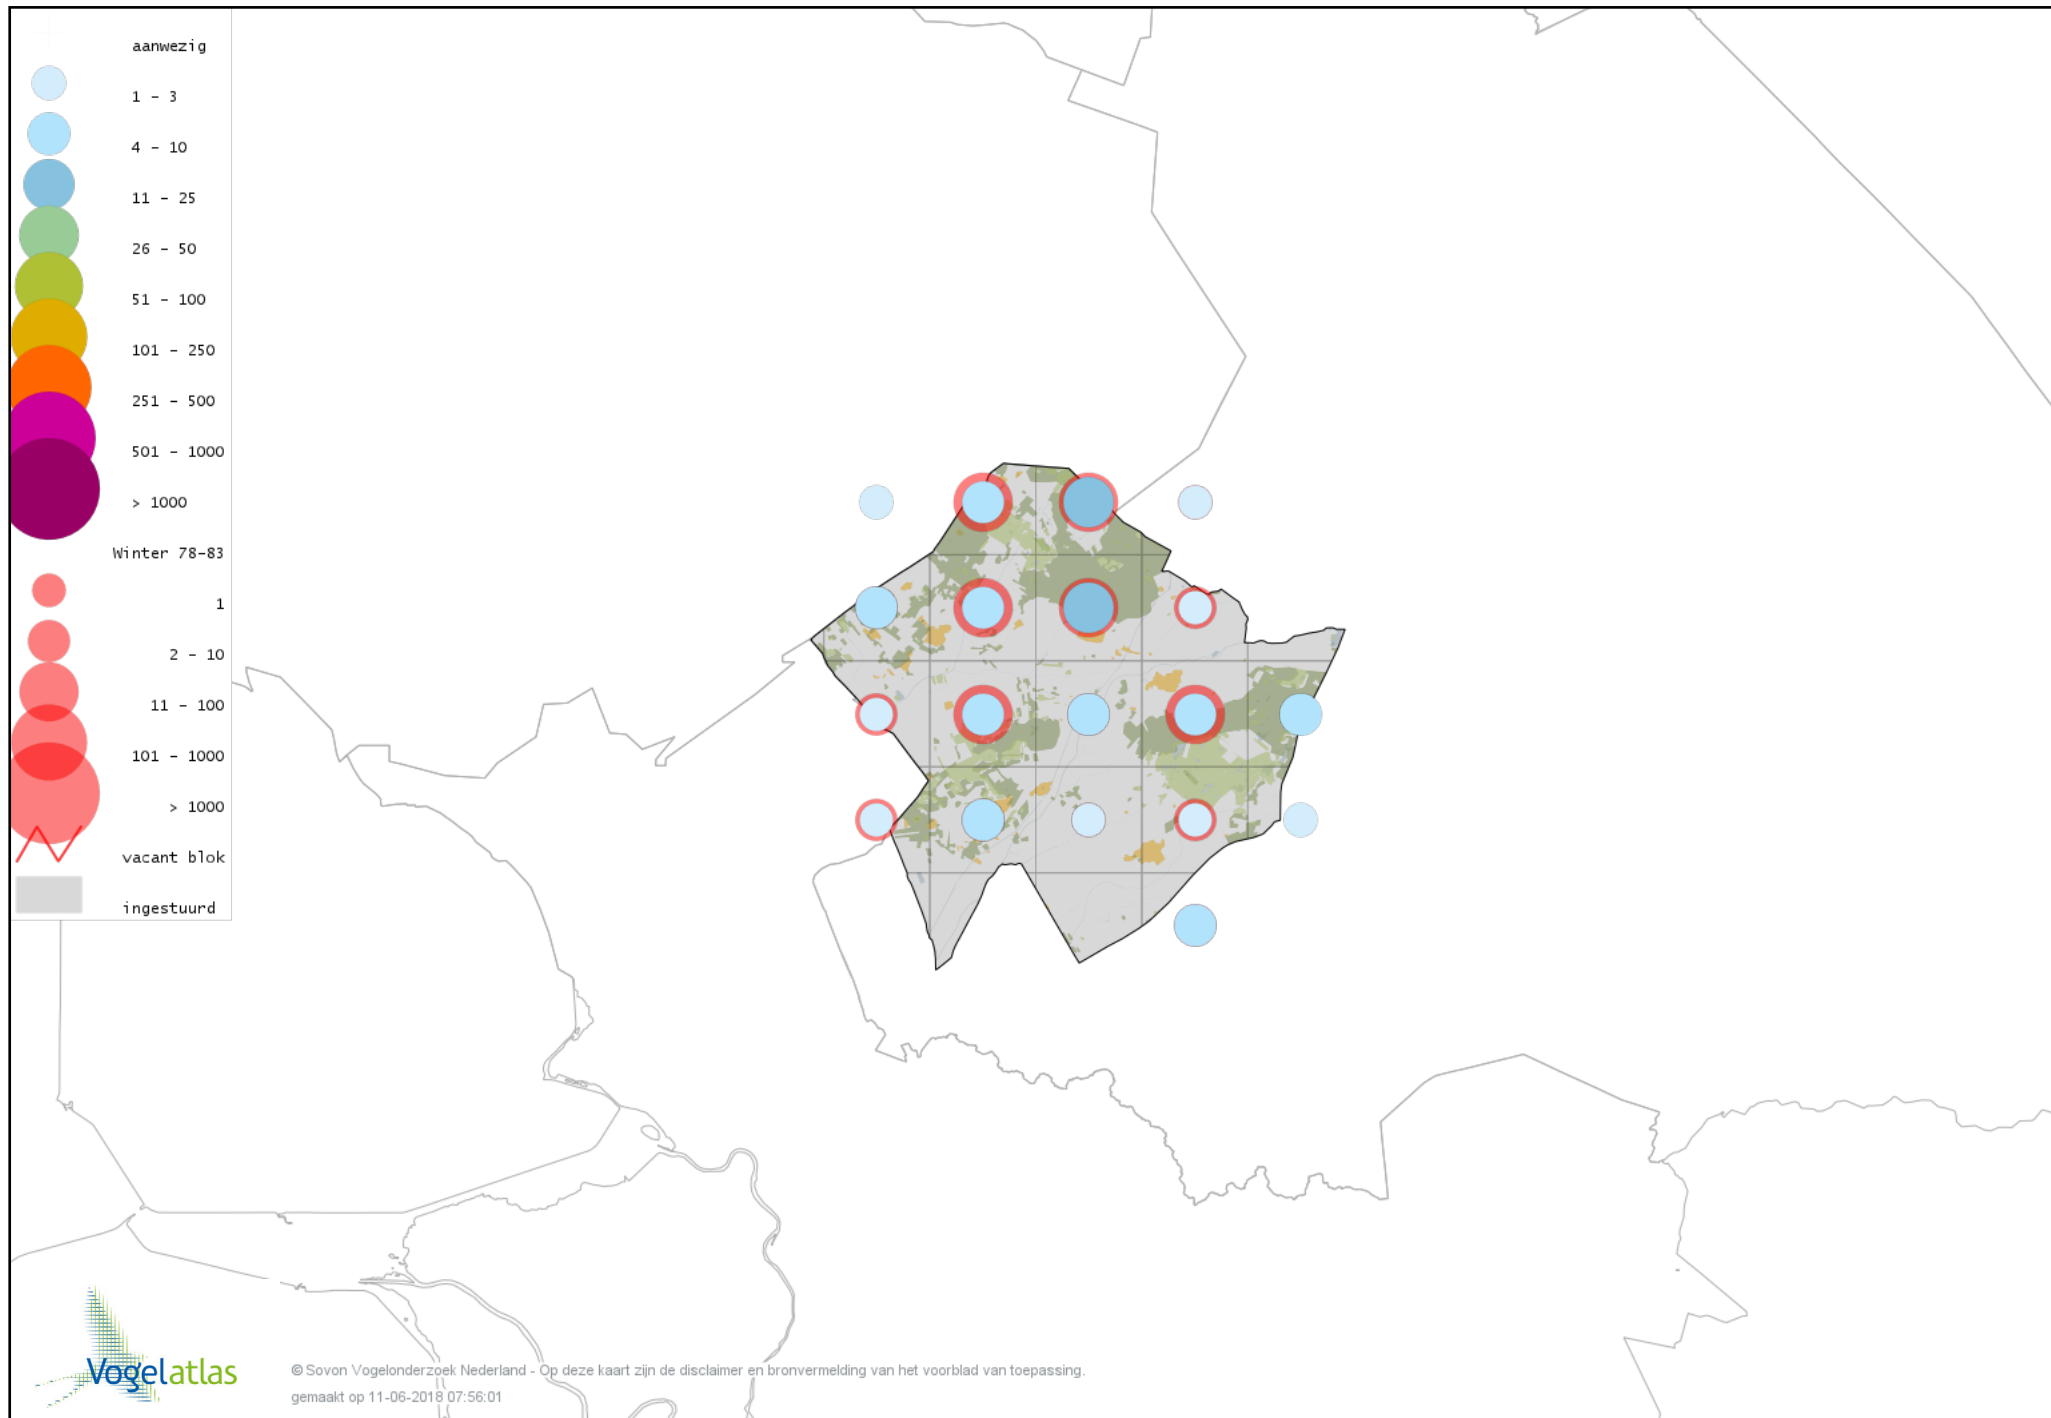 aanwezig
1 - 3
4 - 10
11 - 25
26 - 50
51 - 100
101 - 250
251 - 500
501 - 1000
> 1000
Winter 78-83
1
2 - 10
11 - 100
101 - 1000
> 1000
vacant blok
ingestuurd
Vogelatlas
© Sovon Vogelonderzoek Nederland - Op deze kaart zijn de disclaimer en bronvermelding van het voorblad van toepassing.
gemaakt op 11-06-2018 07:56:01